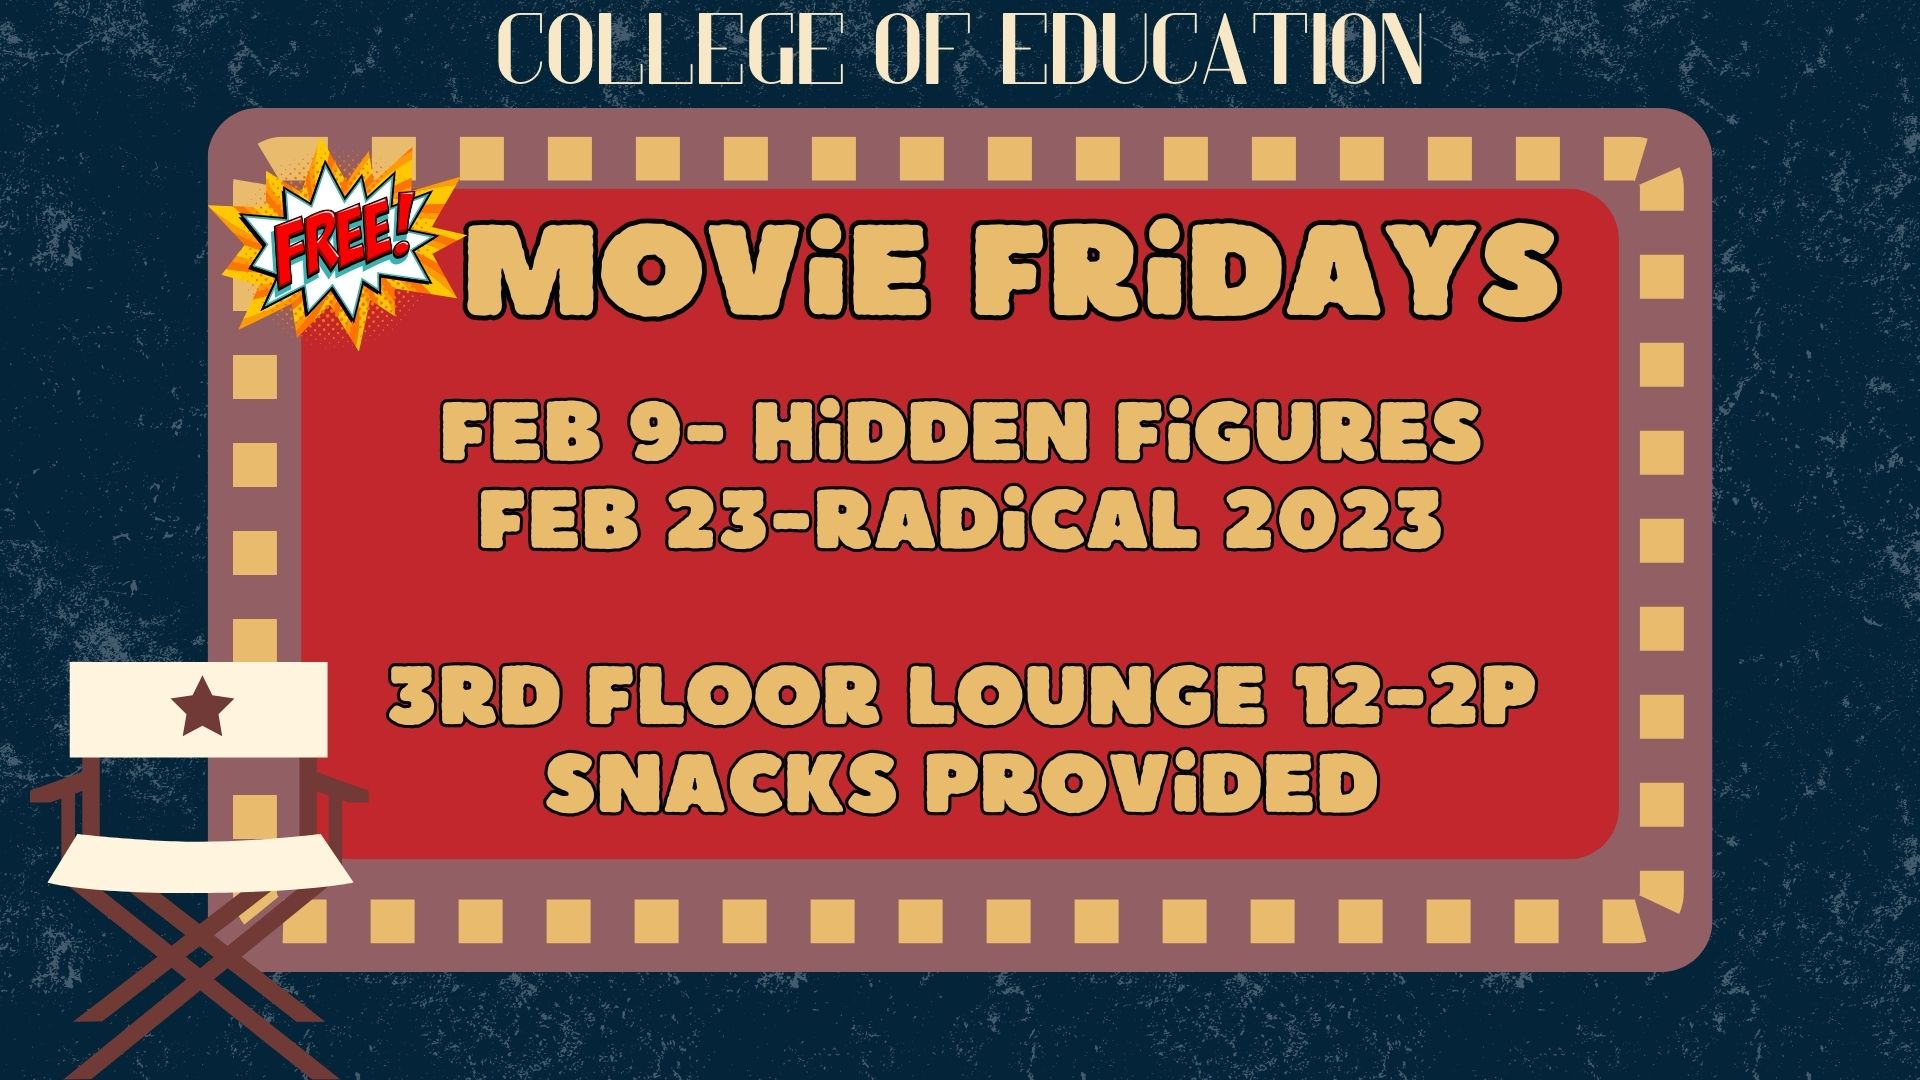 COLLEGE OF EDUCATION
FREE!
MOViE FRiDAYS
FEB 9- HiDDEN FiGURES
FEB 23-RADiCAL 2023
3RD FLOOR LOUNGE 12-2P
SNACKS PROViDED